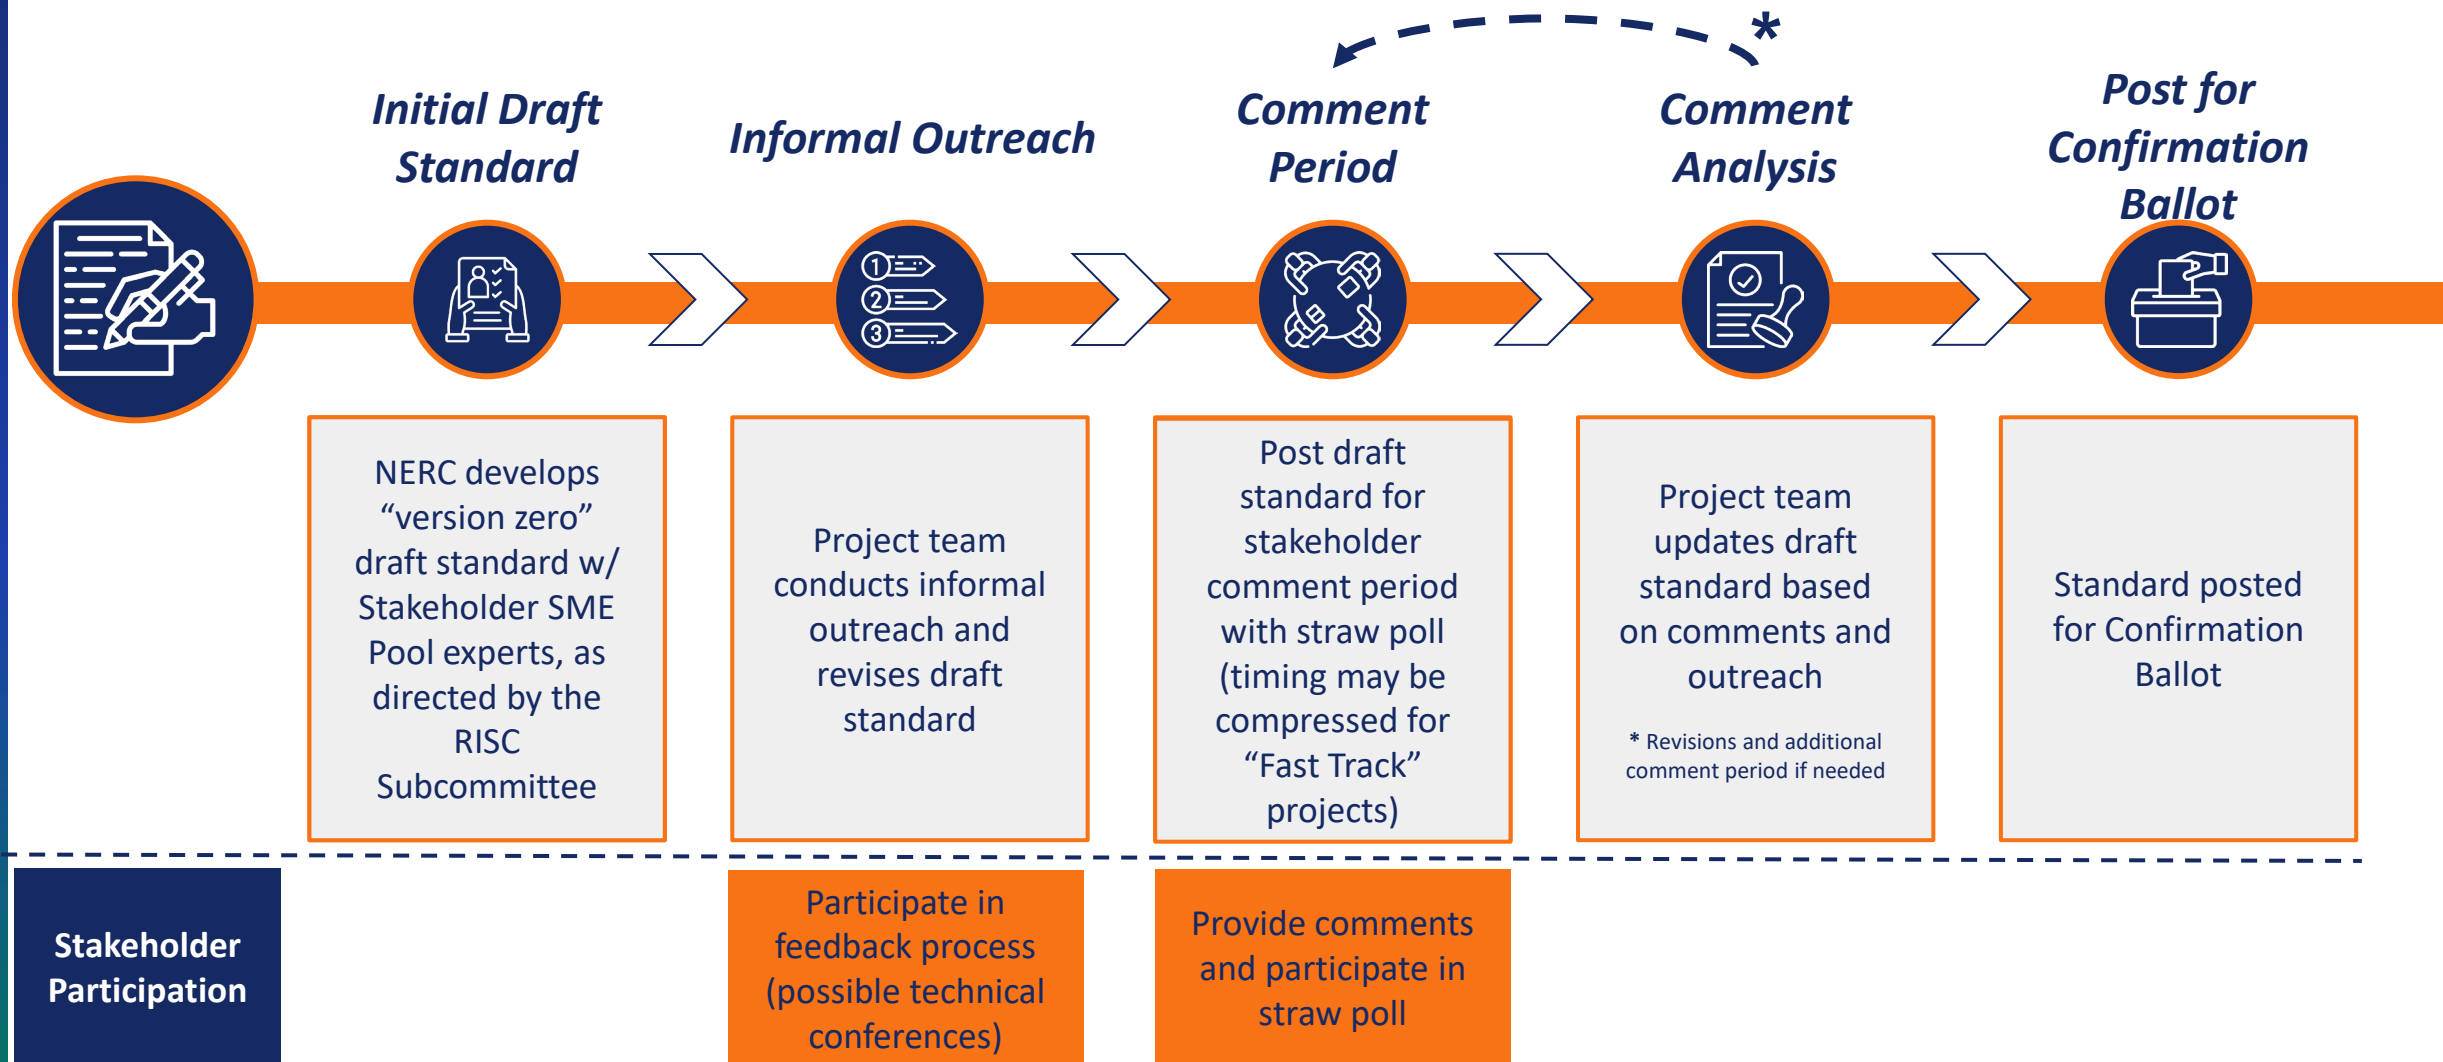 *
Initial Draft
Standard
Informal Outreach
Comment
Period
Comment
Analysis
Post for
Confirmation
Ballot
1
2
3
NERC develops
“version zero”
draft standard w/
Stakeholder SME
Pool experts, as
directed by the
RISC
Subcommittee
Project team
conducts informal
outreach and
revises draft
standard
Post draft
standard for
stakeholder
comment period
with straw poll
(timing may be
compressed for
“Fast Track”
projects)
Project team
updates draft
standard based
on comments and
outreach
* Revisions and additional
comment period if needed
Standard posted
for Confirmation
Ballot
Stakeholder
Participation
Participate in
feedback process
(possible technical
conferences)
Provide comments
and participate in
straw poll